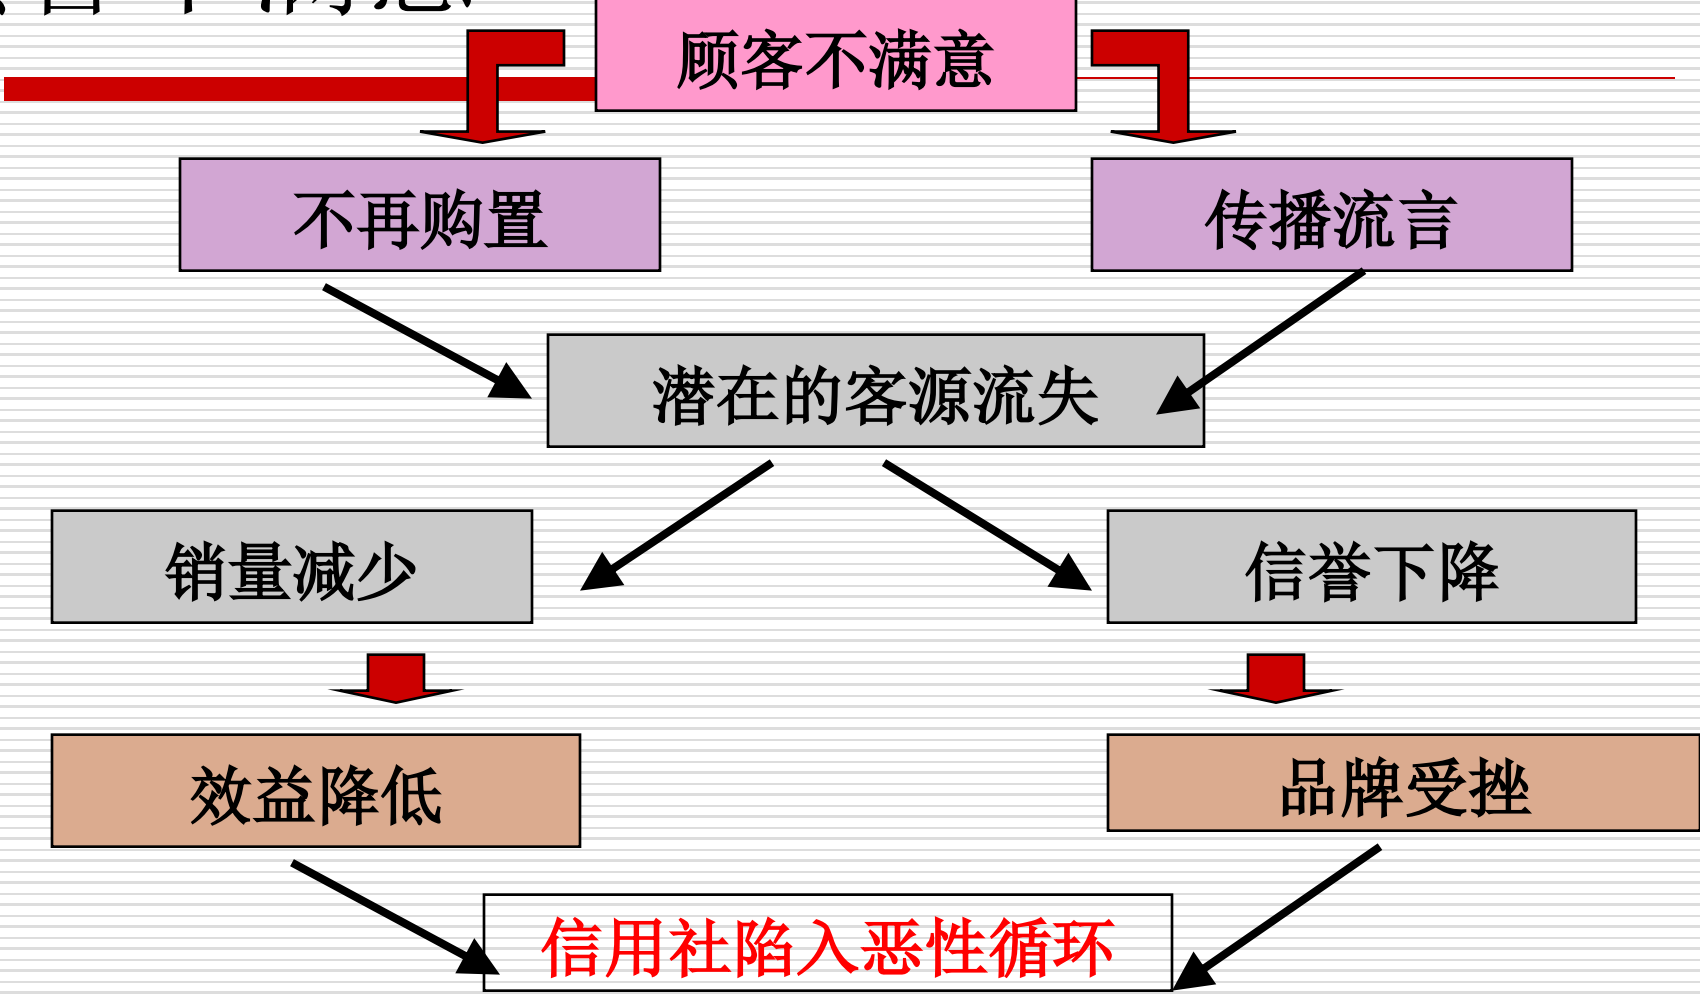 顾客不满意
不再购置
传播流言
潜在的客源流失
销量减少
信誉下降
效益降低
品牌受挫
信用社陷入恶性循环